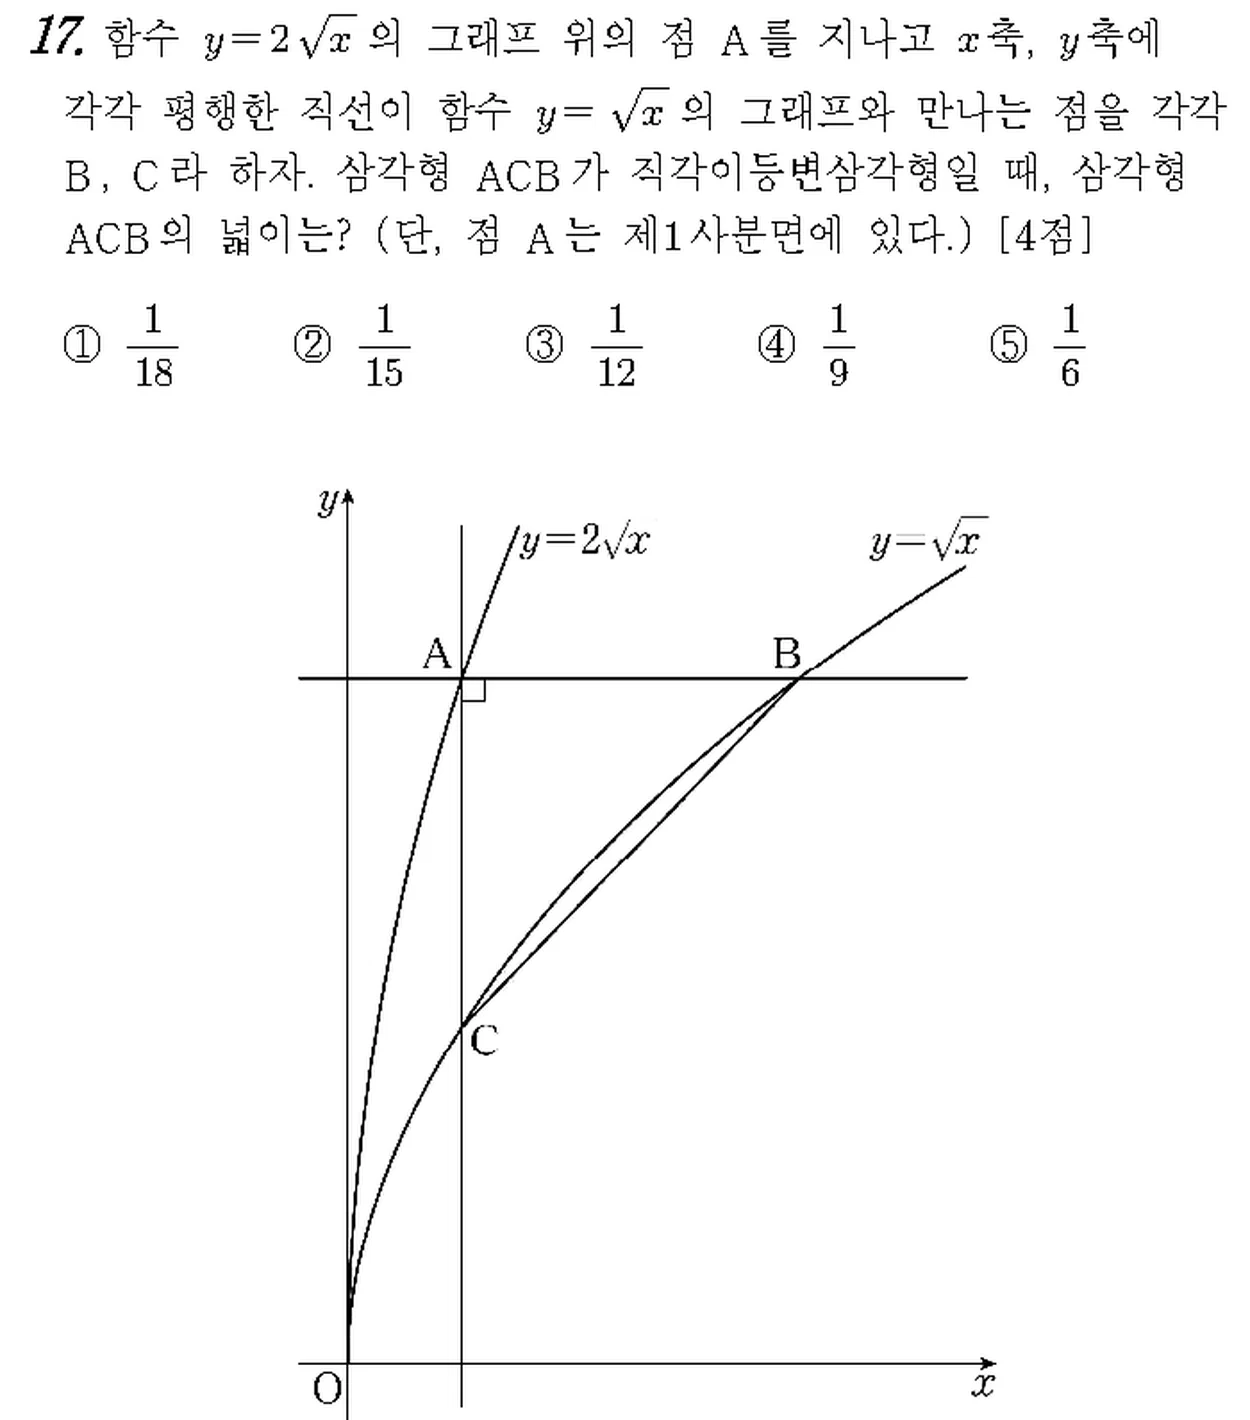 17. 함수 y=2√x 의 그래프 위의 점 A를 지나고 x축, y축에
각각 평행한 직선이 함수 y=√x 의 그래프와 만나는 점을 각각
B, C라 하자. 삼각형 ACB가 직각이등변삼각형일 때, 삼각형
ACB의 넓이는? (단, 점 A는 제1사분면에 있다.) [4점]
① 1/18 ② 1/15 ③ 1/12 ④ 1/9 ⑤ 1/6
y
y=2√x y=√x
A B
C
O x